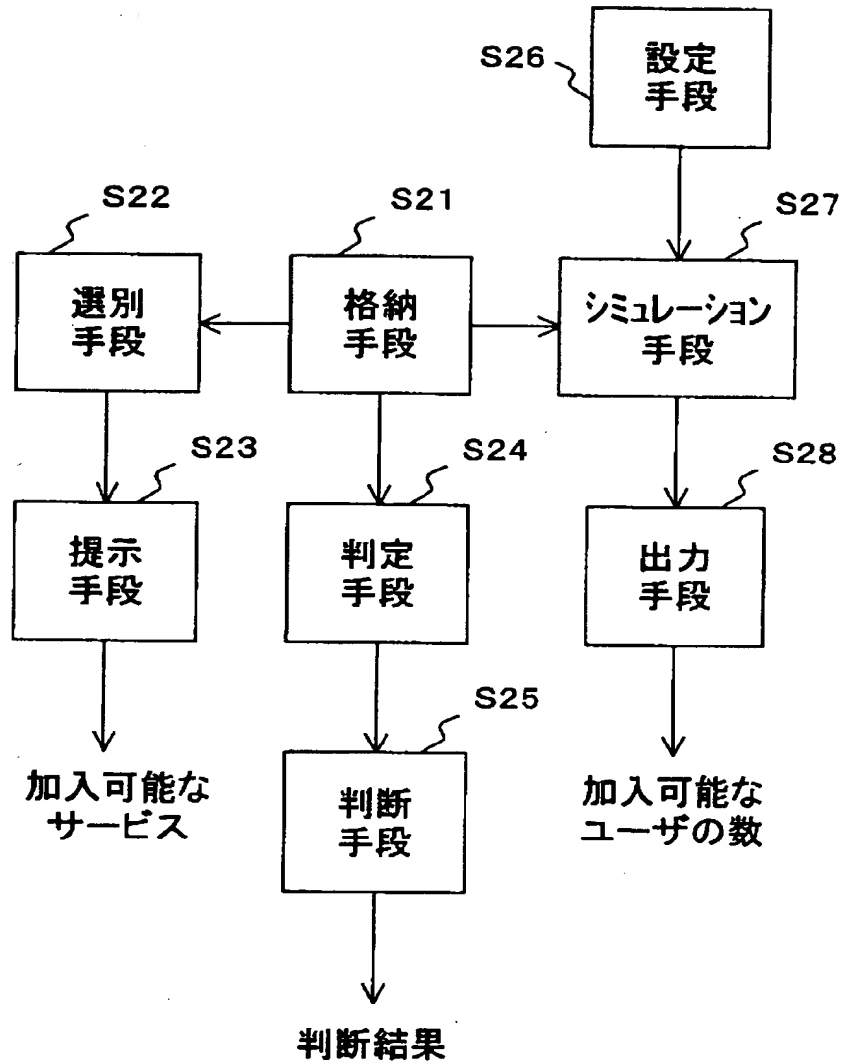 S26
設定
手段
S22
S21
S27
選別
手段
格納
手段
シミュレーション
手段
S23
S24
S28
提示
手段
判定
手段
出力
手段
S25
加入可能な
サービス
判断
手段
加入可能な
ユーザの数
判断結果